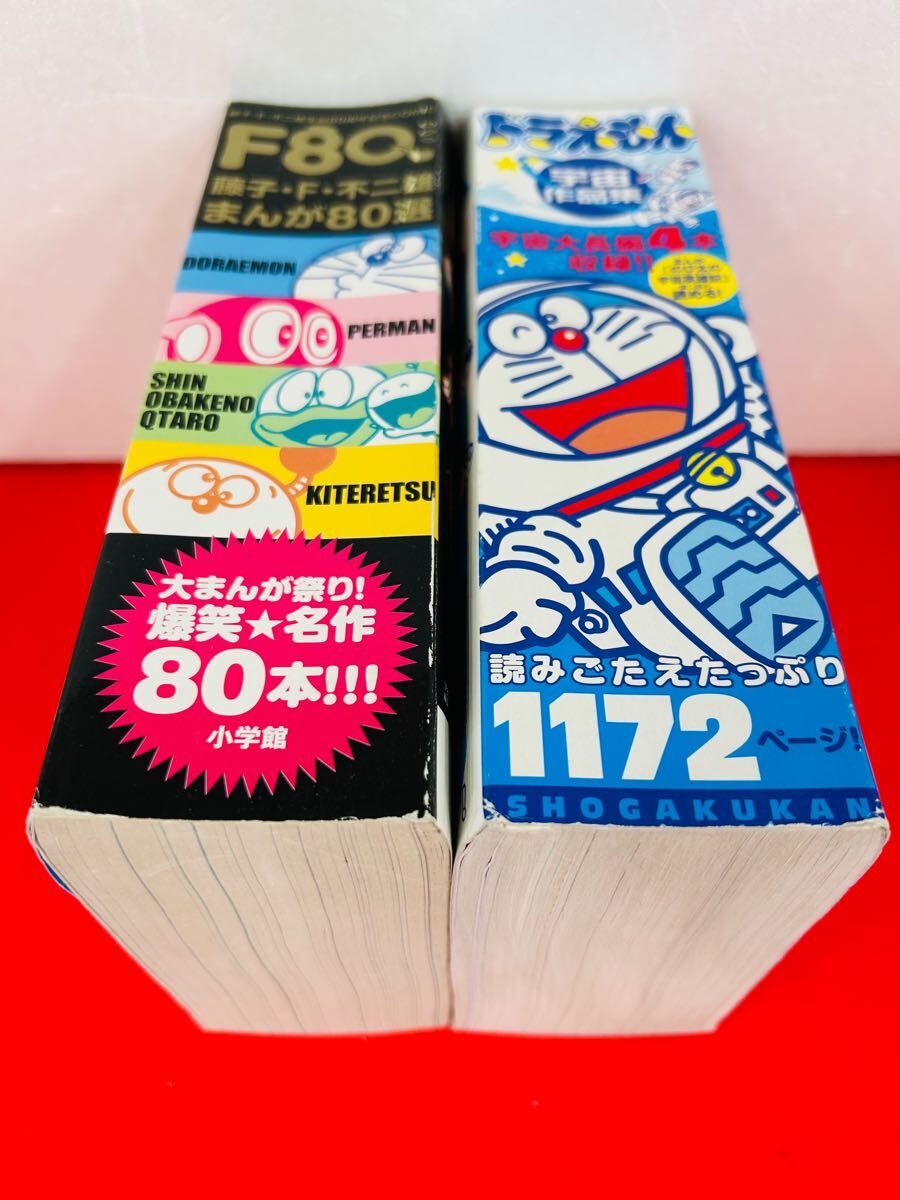 F80
藤子・F・不二雄
まんが80選
DORAEMON
PERMAN
SHIN
OBAKENO
QTARO
KITERETSU
大まんが祭り!
爆笑★名作
80本!!!
小学館
ドラえもん
宇宙
作品集
宇宙大長編4本
収録!!
読める!
読みごたえたっぷり
1172ページ!
SHOGAKUKAN